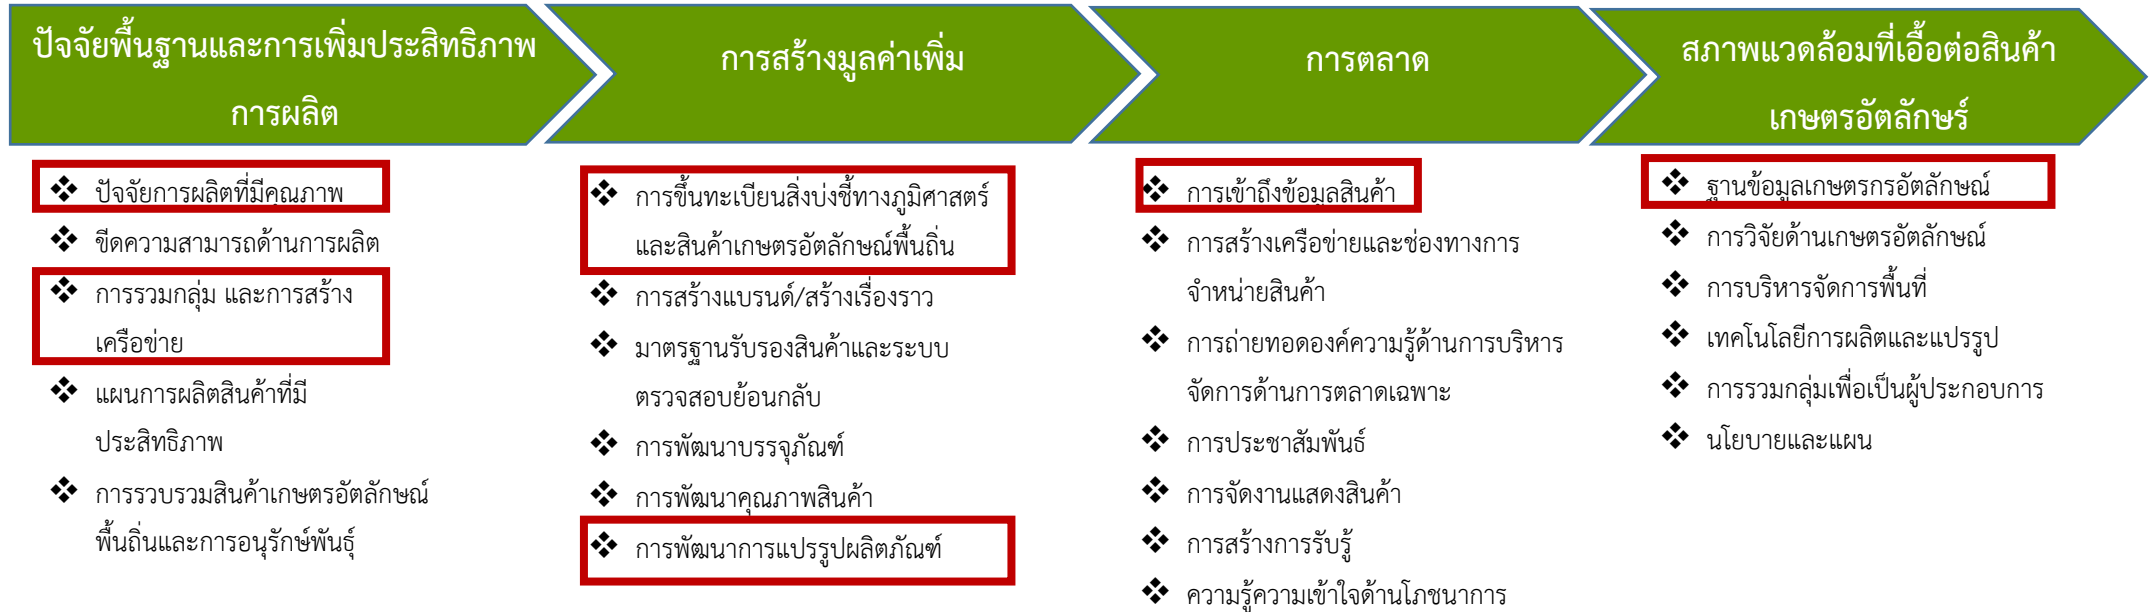 ปัจจัยพื้นฐานและการเพิ่มประสิทธิภาพ
การผลิต
❖ ปัจจัยการผลิตที่มีคุณภาพ
❖ ขีดความสามารถด้านการผลิต
❖ การรวมกลุ่ม และการสร้าง
เครือข่าย
❖ แผนการผลิตสินค้าที่มี
ประสิทธิภาพ
❖ การรวบรวมสินค้าเกษตรอัตลักษณ์
พื้นถิ่นและการอนุรักษ์พันธุ์
การสร้างมูลค่าเพิ่ม
❖ การขึ้นทะเบียนสิ่งบ่งชี้ทางภูมิศาสตร์
และสินค้าเกษตรอัตลักษณ์พื้นถิ่น
❖ การสร้างแบรนด์/สร้างเรื่องราว
❖ มาตรฐานรับรองสินค้าและระบบ
ตรวจสอบย้อนกลับ
❖ การพัฒนาบรรจุภัณฑ์
❖ การพัฒนาคุณภาพสินค้า
❖ การพัฒนาการแปรรูปผลิตภัณฑ์
การตลาด
❖ การเข้าถึงข้อมูลสินค้า
❖ การสร้างเครือข่ายและช่องทางการ
จำหน่ายสินค้า
❖ การถ่ายทอดองค์ความรู้ด้านการบริหาร
จัดการด้านการตลาดเฉพาะ
❖ การประชาสัมพันธ์
❖ การจัดงานแสดงสินค้า
❖ การสร้างการรับรู้
❖ ความรู้ความเข้าใจด้านโภชนาการ
สภาพแวดล้อมที่เอื้อต่อสินค้า
เกษตรอัตลักษร์
❖ ฐานข้อมูลเกษตรกรอัตลักษณ์
❖ การวิจัยด้านเกษตรอัตลักษณ์
❖ การบริหารจัดการพื้นที่
❖ เทคโนโลยีการผลิตและแปรรูป
❖ การรวมกลุ่มเพื่อเป็นผู้ประกอบการ
❖ นโยบายและแผน